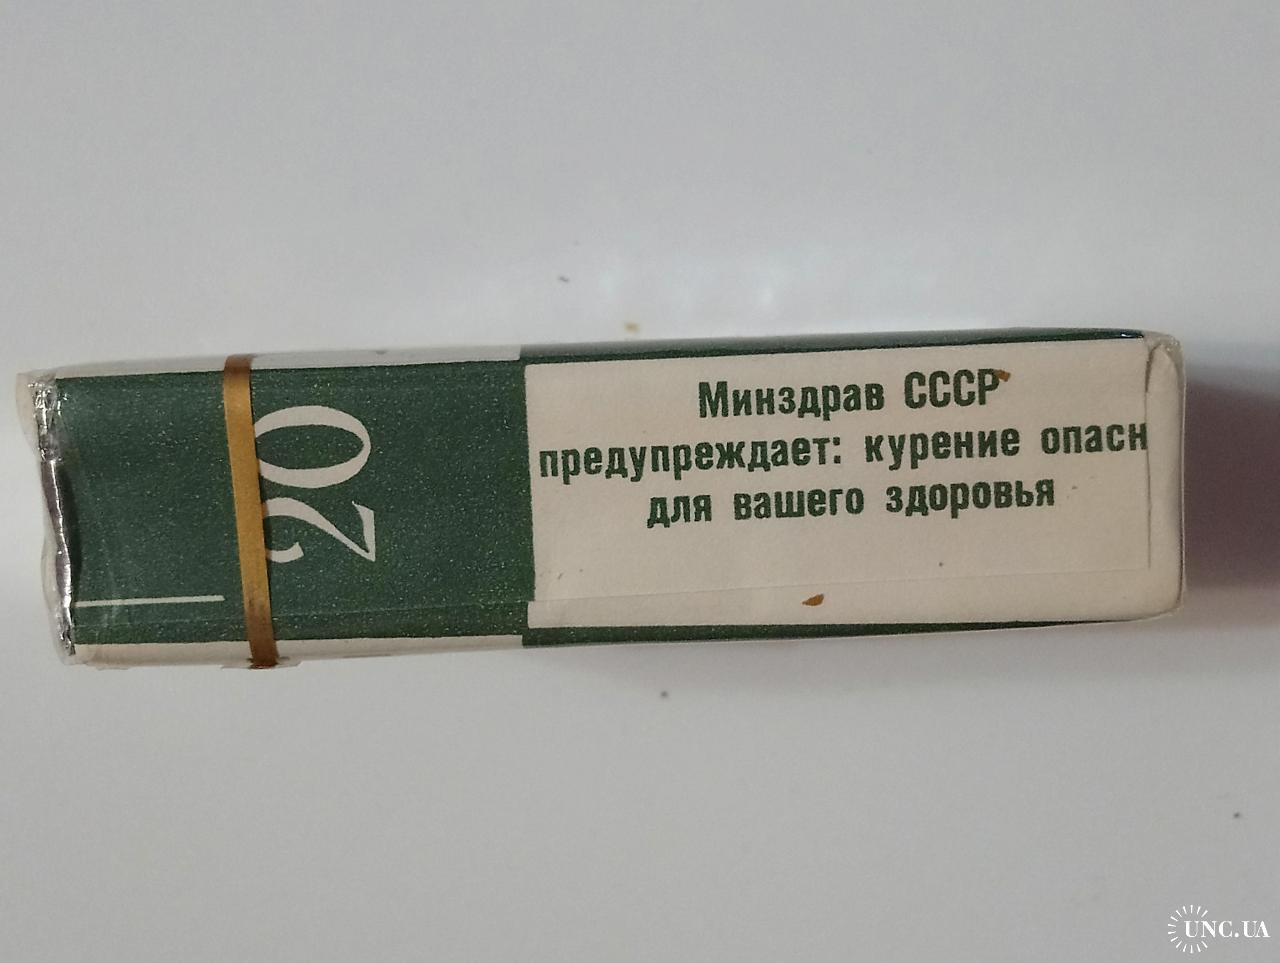 Минздрав СССР
предупреждает: курение опасн
для вашего здоровья
20
UNC.UA